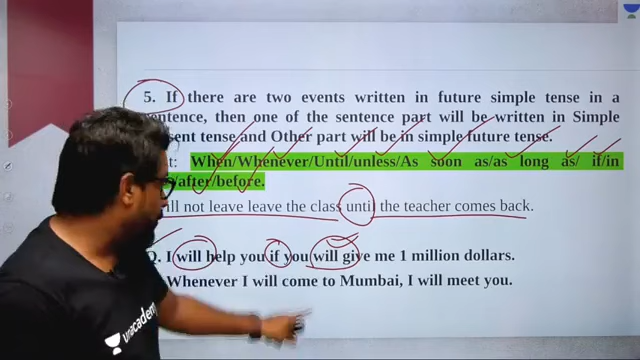 5. If there are two events written in future simple tense in a
sentence, then one of the sentence part will be written in Simple
tense and Other part will be in simple future tense.
When/Whenever/Until/unless/As soon as/as long as/ if/in
/after/before.
not leave leave the class until the teacher comes back.
Q. I will help you if you will give me 1 million dollars.
Whenever I will come to Mumbai, I will meet you.
unacademy